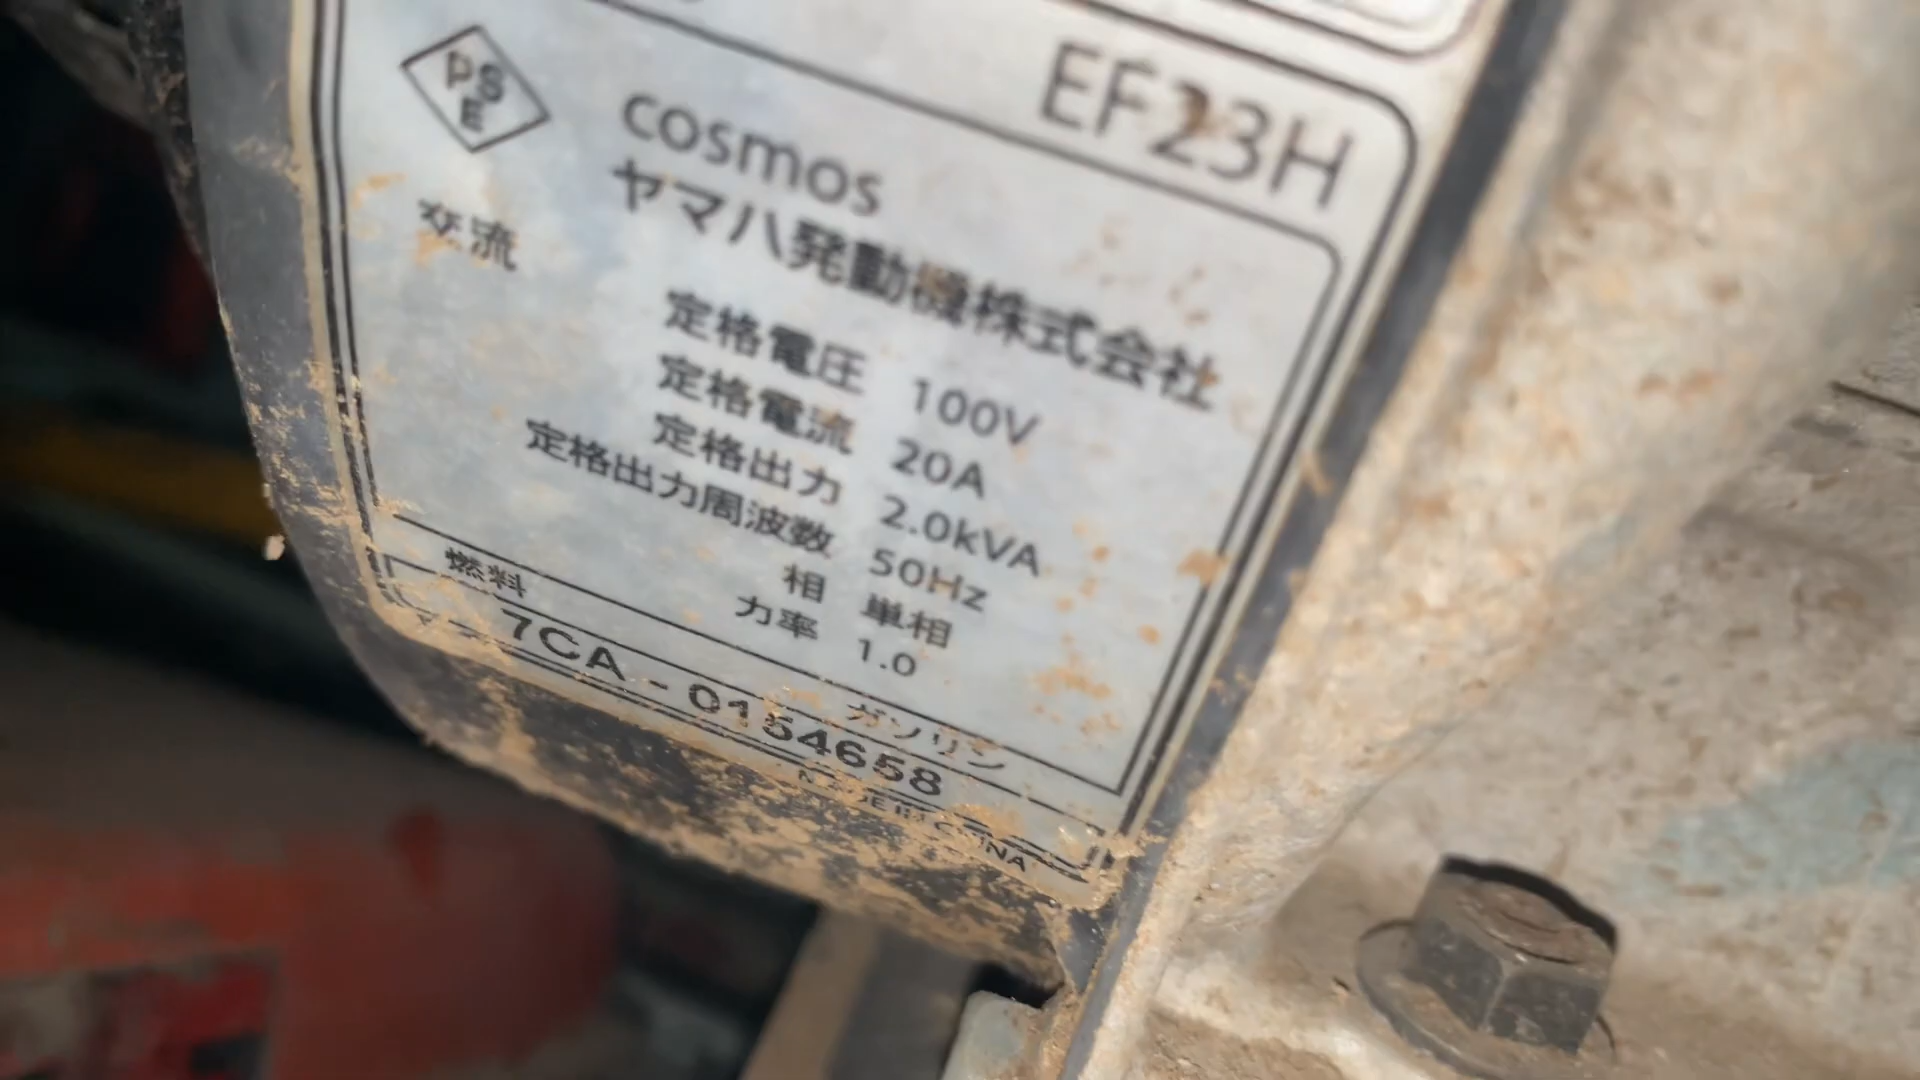 EF23H
PSE
cosmos
ヤマハ発動機株式会社
交流
定格電圧 100V
定格電流 20A
定格出力 2.0kVA
定格出力周波数 50Hz
相 単相
力率 1.0
燃料 ガソリン
7CA-0154658
MADE IN CHINA